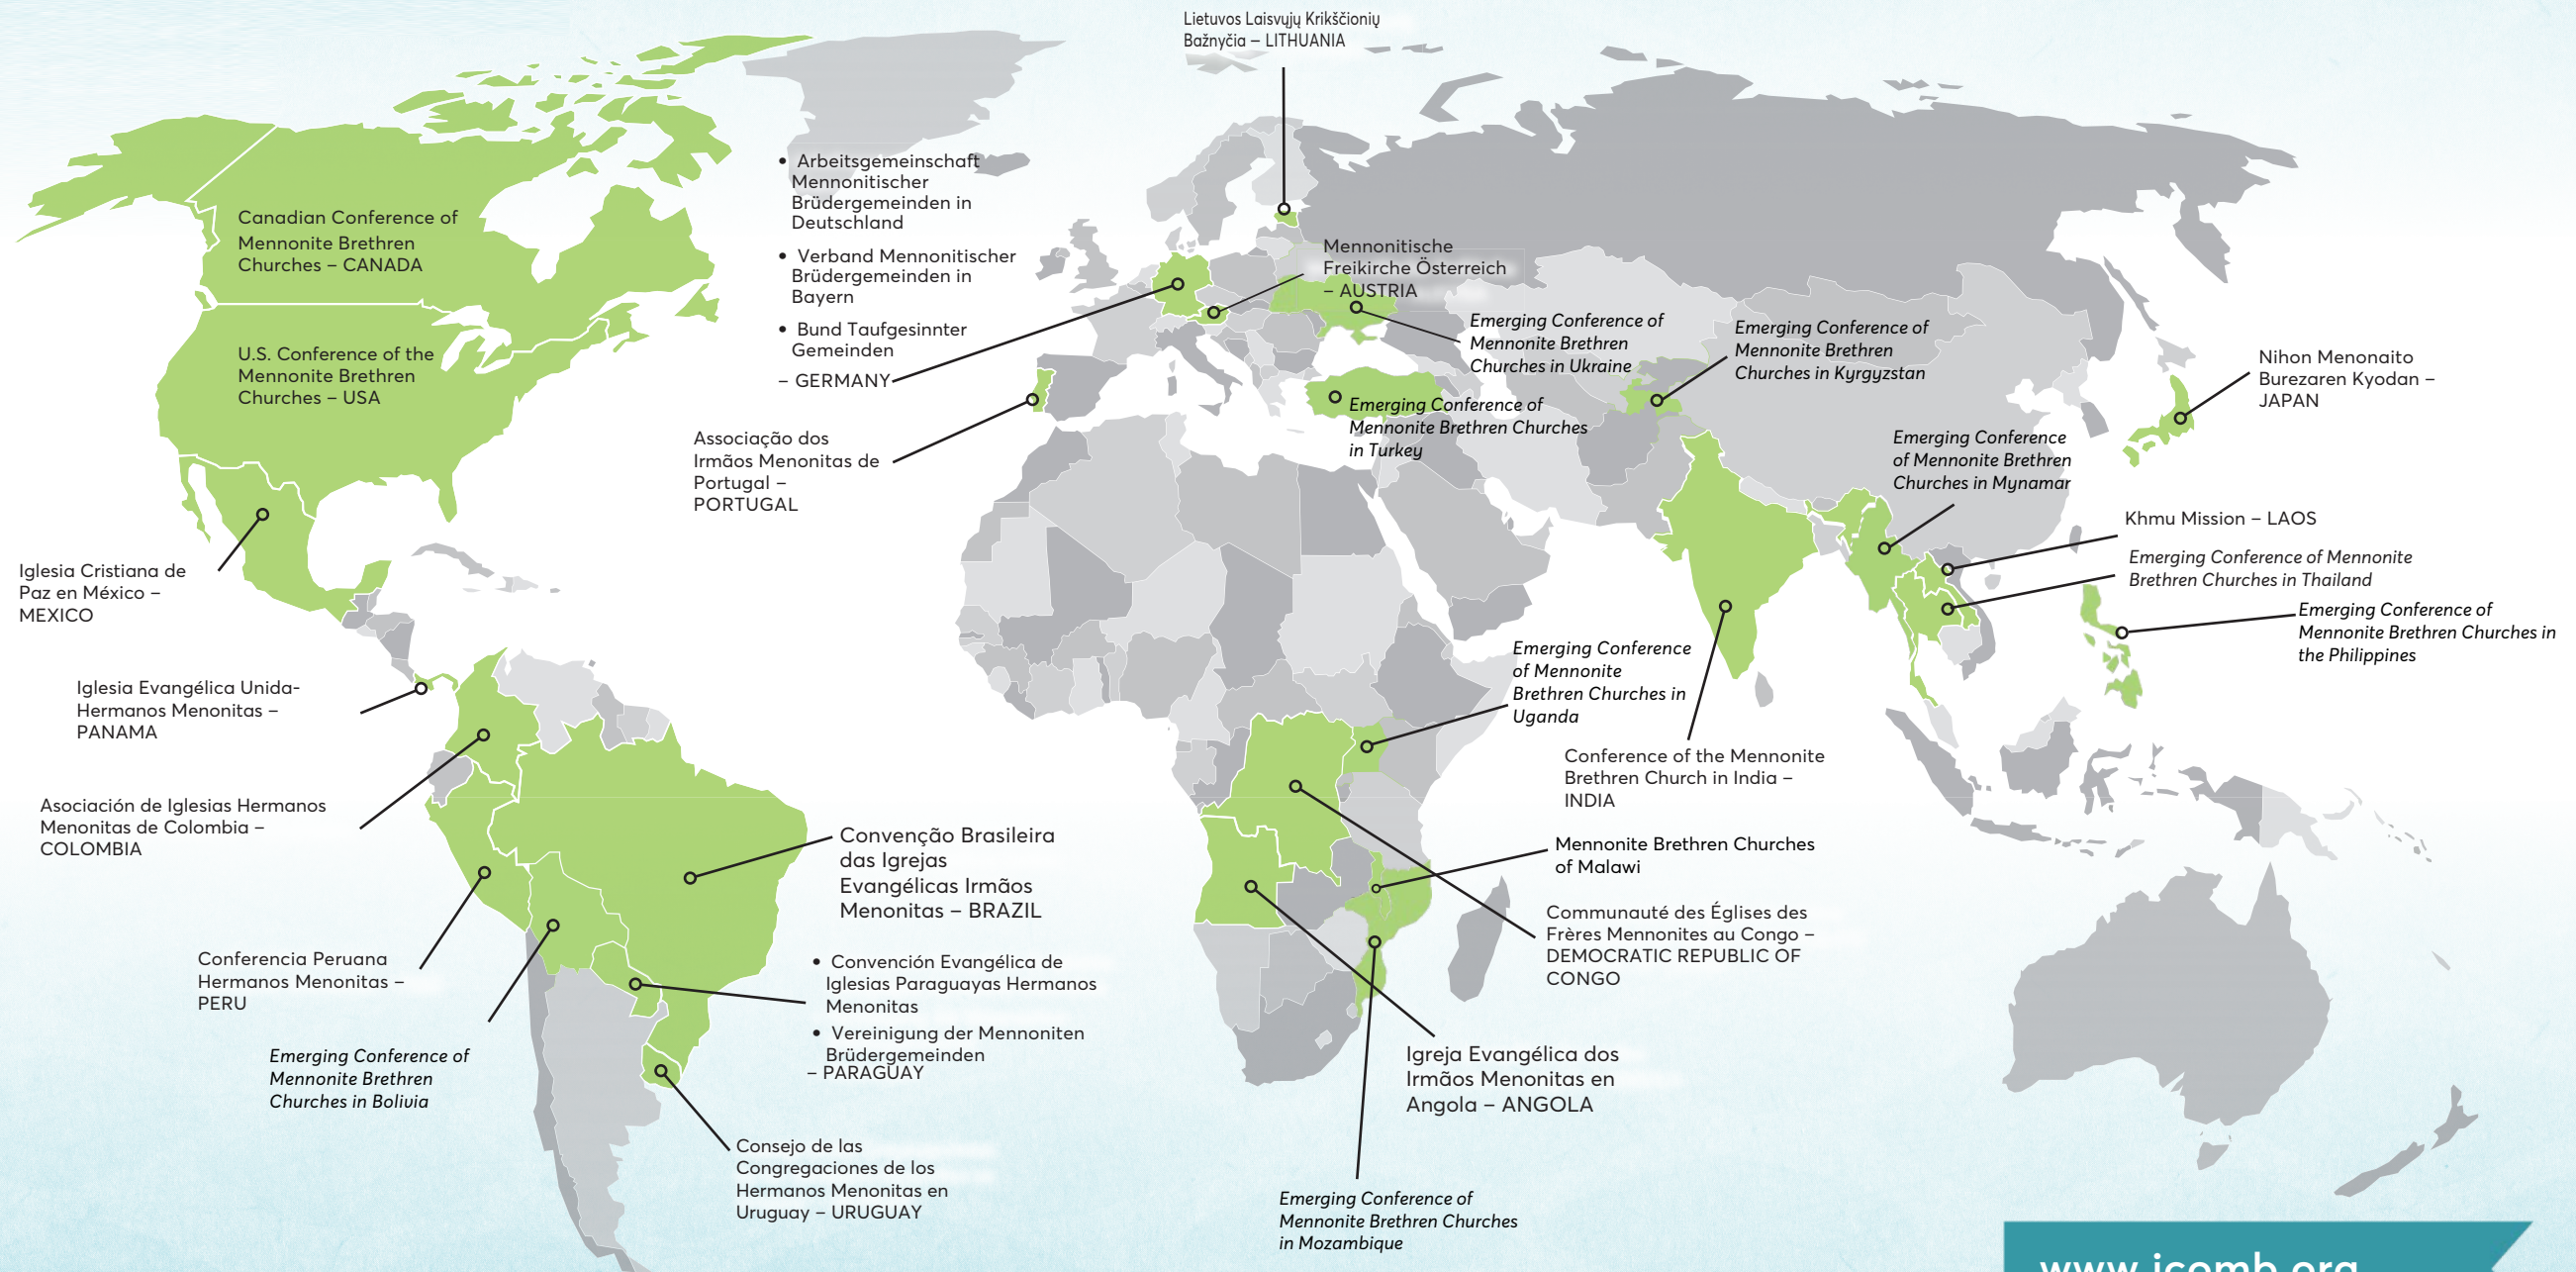 Lietuvos Laisvųjų Krikščionių
Bažnyčia – LITHUANIA
Canadian Conference of
Mennonite Brethren
Churches – CANADA
U.S. Conference of the
Mennonite Brethren
Churches – USA
• Arbeitsgemeinschaft
Mennonitischer
Brüdergemeinden in
Deutschland
• Verband Mennonitischer
Brüdergemeinden in
Bayern
• Bund Taufgesinnter
Gemeinden
– GERMANY
Mennonitische
Freikirche Österreich
– AUSTRIA
Emerging Conference of
Mennonite Brethren
Churches in Ukraine
Emerging Conference of
Mennonite Brethren
Churches in Kyrgyzstan
Nihon Menonaito
Burezaren Kyodan –
JAPAN
Emerging Conference of
Mennonite Brethren Churches
in Turkey
Associação dos
Irmãos Menonitas de
Portugal –
PORTUGAL
Emerging Conference
of Mennonite Brethren
Churches in Mynamar
Khmu Mission – LAOS
Emerging Conference of Mennonite
Brethren Churches in Thailand
Emerging Conference of
Mennonite Brethren Churches in
the Philippines
Iglesia Cristiana de
Paz en México –
MEXICO
Iglesia Evangélica Unida-
Hermanos Menonitas –
PANAMA
Asociación de Iglesias Hermanos
Menonitas de Colombia –
COLOMBIA
Emerging Conference
of Mennonite
Brethren Churches in
Uganda
Conference of the Mennonite
Brethren Church in India –
INDIA
Convenção Brasileira
das Igrejas
Evangélicas Irmãos
Menonitas – BRAZIL
Mennonite Brethren Churches
of Malawi
Communauté des Églises des
Frères Mennonites au Congo –
DEMOCRATIC REPUBLIC OF
CONGO
Conferencia Peruana
Hermanos Menonitas –
PERU
• Convención Evangélica de
Iglesias Paraguayas Hermanos
Menonitas
• Vereinigung der Mennoniten
Brüdergemeinden
– PARAGUAY
Emerging Conference of
Mennonite Brethren
Churches in Bolivia
Igreja Evangélica dos
Irmãos Menonitas en
Angola – ANGOLA
Consejo de las
Congregaciones de los
Hermanos Menonitas en
Uruguay – URUGUAY
Emerging Conference of
Mennonite Brethren Churches
in Mozambique
www.icomb.org